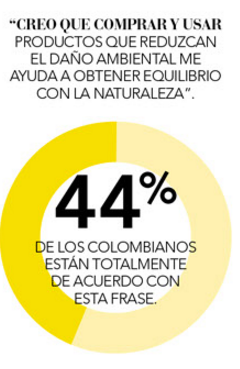 “CREO QUE COMPRAR Y USAR
PRODUCTOS QUE REDUZCAN
EL DAÑO AMBIENTAL ME
AYUDA A OBTENER EQUILIBRIO
CON LA NATURALEZA”.
44%
DE LOS COLOMBIANOS
ESTÁN TOTALMENTE
DE ACUERDO CON
ESTA FRASE.